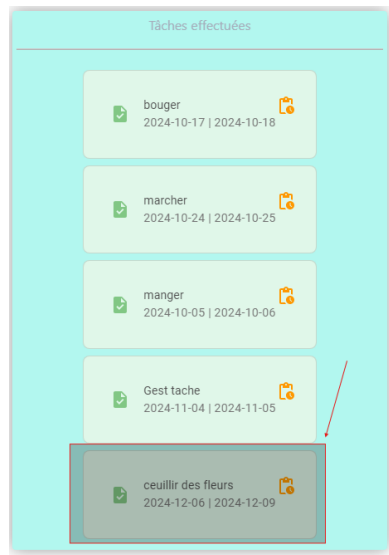 Tâches effectuées
bouger
2024-10-17 | 2024-10-18
marcher
2024-10-24 | 2024-10-25
manger
2024-10-05 | 2024-10-06
Gest tache
2024-11-04 | 2024-11-05
ceuillir des fleurs
2024-12-06 | 2024-12-09